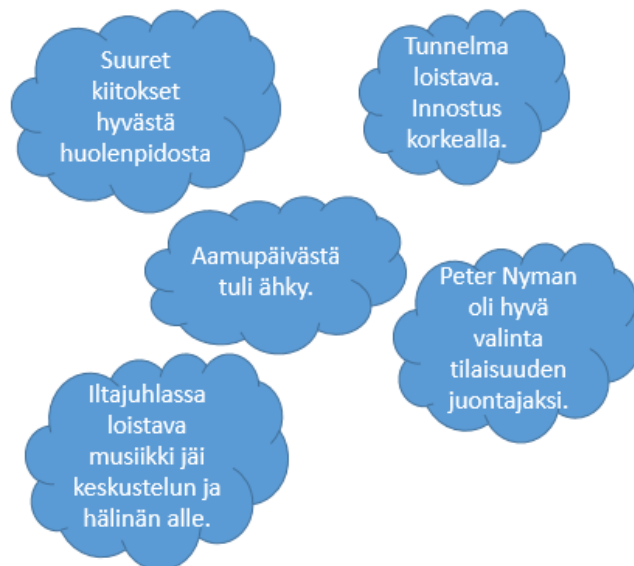 Suuret
kiitokset
hyvästä
huolenpidosta
Tunnelma
loistava.
Innostus
korkealla.
Aamupäivästä
tuli ähky.
Peter Nyman
oli hyvä
valinta
tilaisuuden
juontajaksi.
Iltajuhlassa
loistava
musiikki jäi
keskustelun ja
hälinän alle.